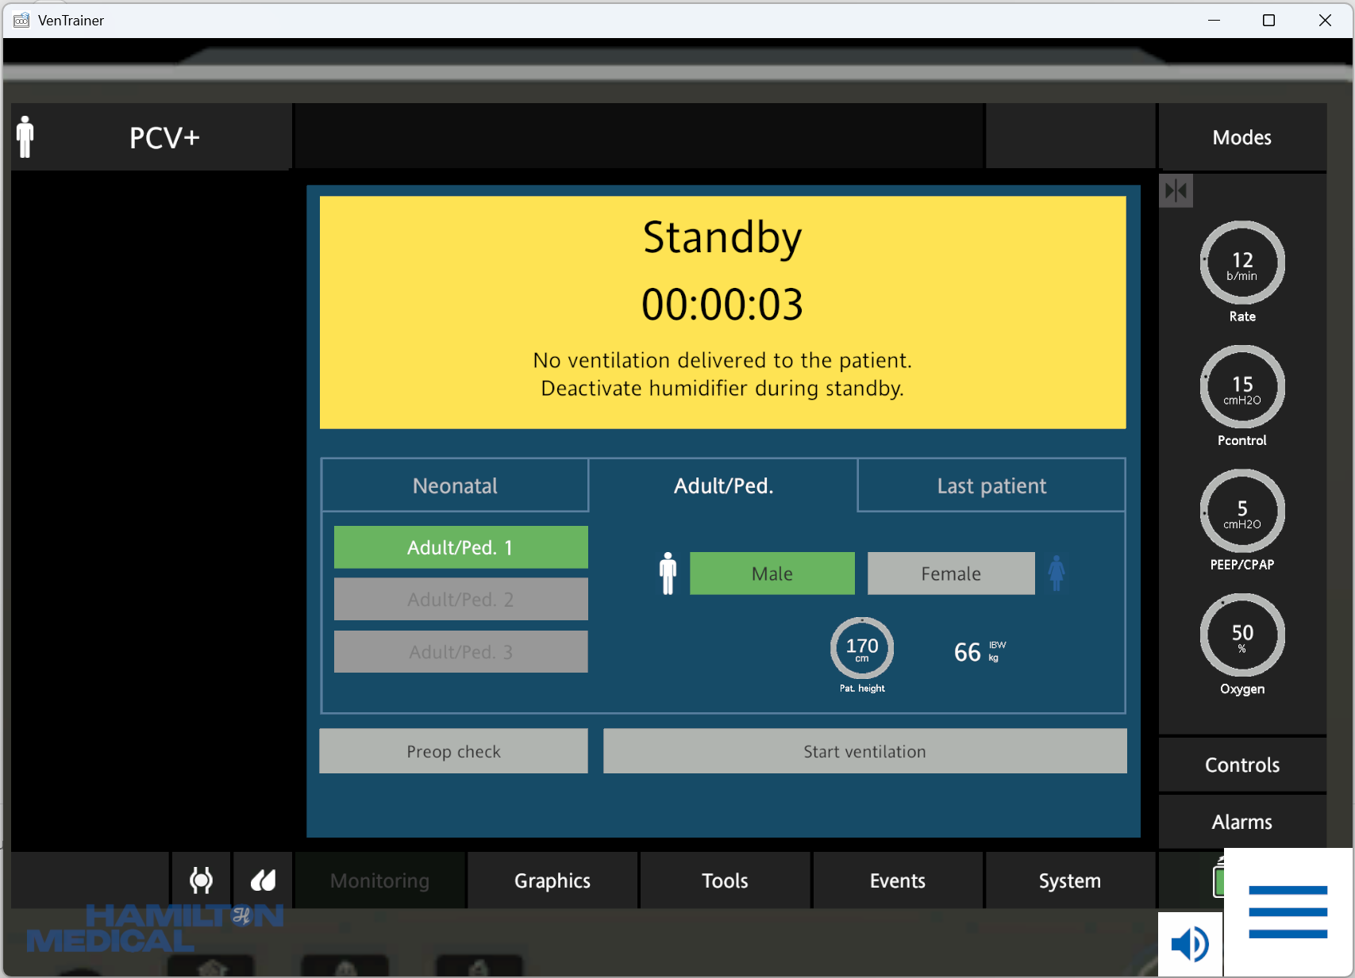 VenTrainer
PCV+
Modes
Standby
00:00:03
No ventilation delivered to the patient.
Deactivate humidifier during standby.
Neonatal
Adult/Ped.
Last patient
Adult/Ped. 1
Adult/Ped. 2
Adult/Ped. 3
Male
Female
170
cm
Pat. height
66 IBW
kg
Preop check
Start ventilation
12
b/min
Rate
15
cmH2O
Pcontrol
5
cmH2O
PEEP/CPAP
50
%
Oxygen
Controls
Alarms
Monitoring
Graphics
Tools
Events
System
HAMILTON
MEDICAL